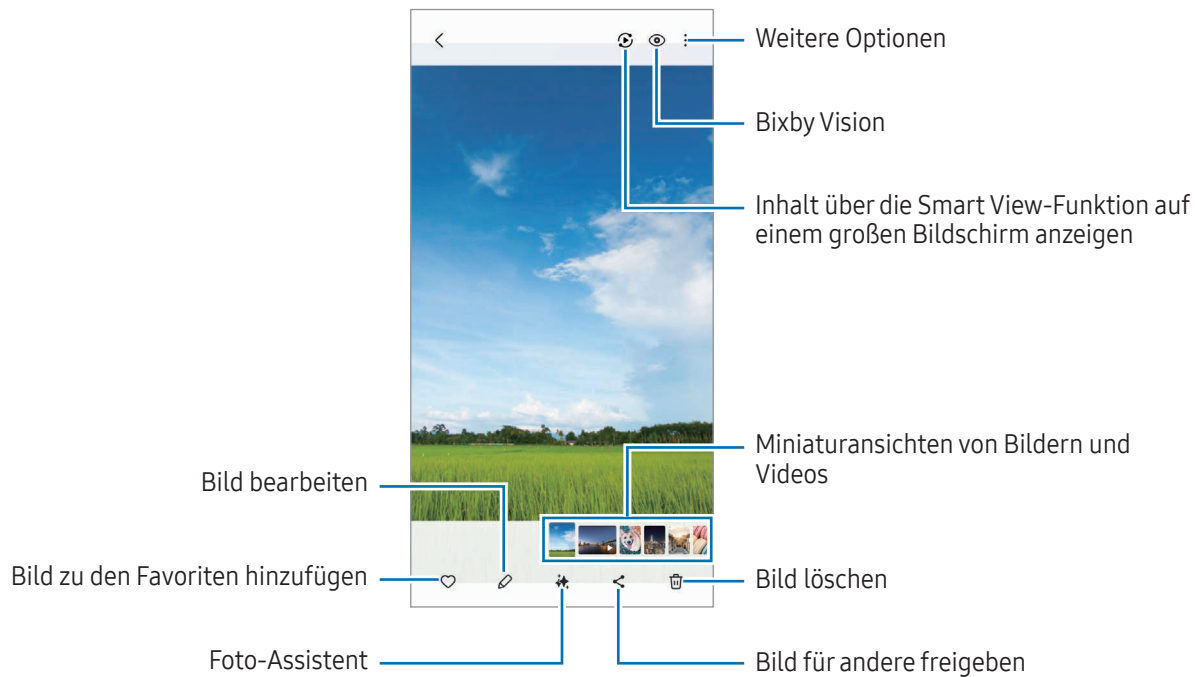 Weitere Optionen
Bixby Vision
Inhalt über die Smart View-Funktion auf
einem großen Bildschirm anzeigen
Miniaturansichten von Bildern und
Videos
Bild bearbeiten
Bild zu den Favoriten hinzufügen
Bild löschen
Foto-Assistent
Bild für andere freigeben